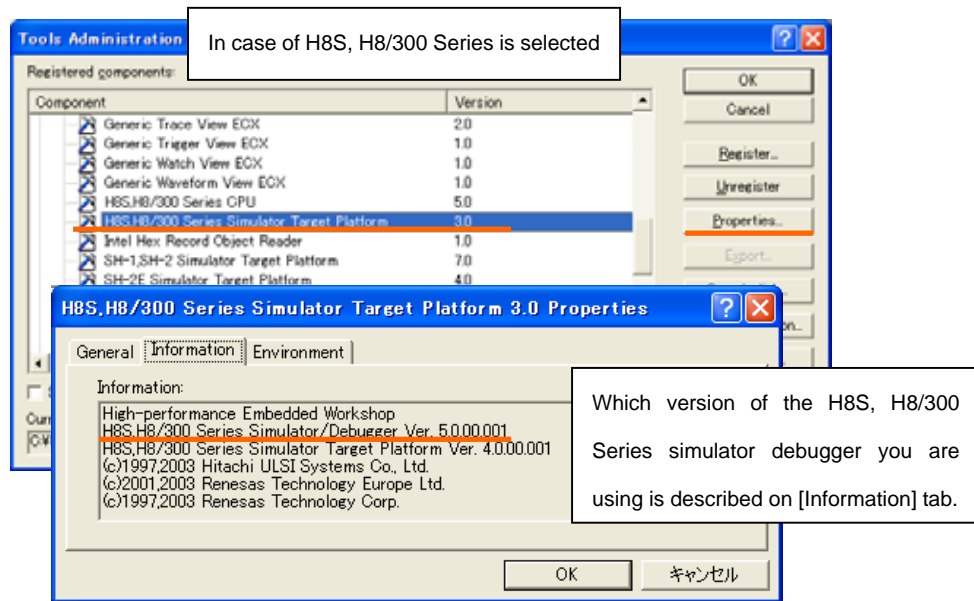 Tools Administration
In case of H8S, H8/300 Series is selected
Registered components:
Component Version
Generic Trace View ECX 2.0
Generic Trigger View ECX 1.0
Generic Watch View ECX 1.0
Generic Waveform View ECX 1.0
H8S,H8/300 Series CPU 5.0
H8S,H8/300 Series Simulator Target Platform 3.0
Intel Hex Record Object Reader 1.0
SH-1,SH-2 Simulator Target Platform 7.0
SH-2E Simulator Target Platform 4.0
OK
Cancel
Register...
Unregister
Properties...
Export...
H8S,H8/300 Series Simulator Target Platform 3.0 Properties
General Information Environment
Information:
High-performance Embedded Workshop
H8S,H8/300 Series Simulator/Debugger Ver. 5.0.00.001
H8S,H8/300 Series Simulator Target Platform Ver. 4.0.00.001
(c)1997,2003 Hitachi ULSI Systems Co., Ltd.
(c)2001,2003 Renesas Technology Europe Ltd.
(c)1997,2003 Renesas Technology Corp.
OK キャンセル
Which version of the H8S, H8/300
Series simulator debugger you are
using is described on [Information] tab.